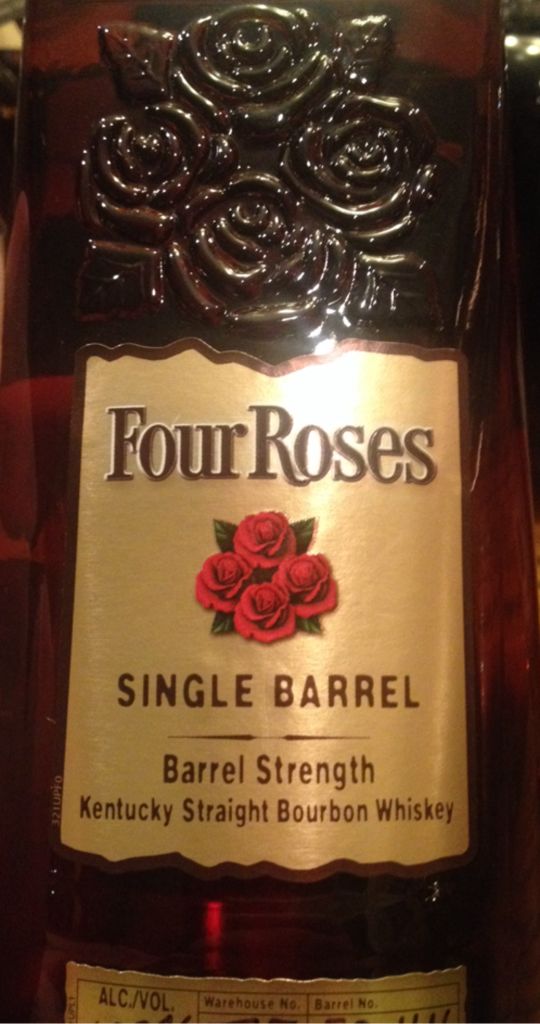 Four Roses
SINGLE BARREL
Barrel Strength
Kentucky Straight Bourbon Whiskey
ALC./VOL. Warehouse No. Barrel No.